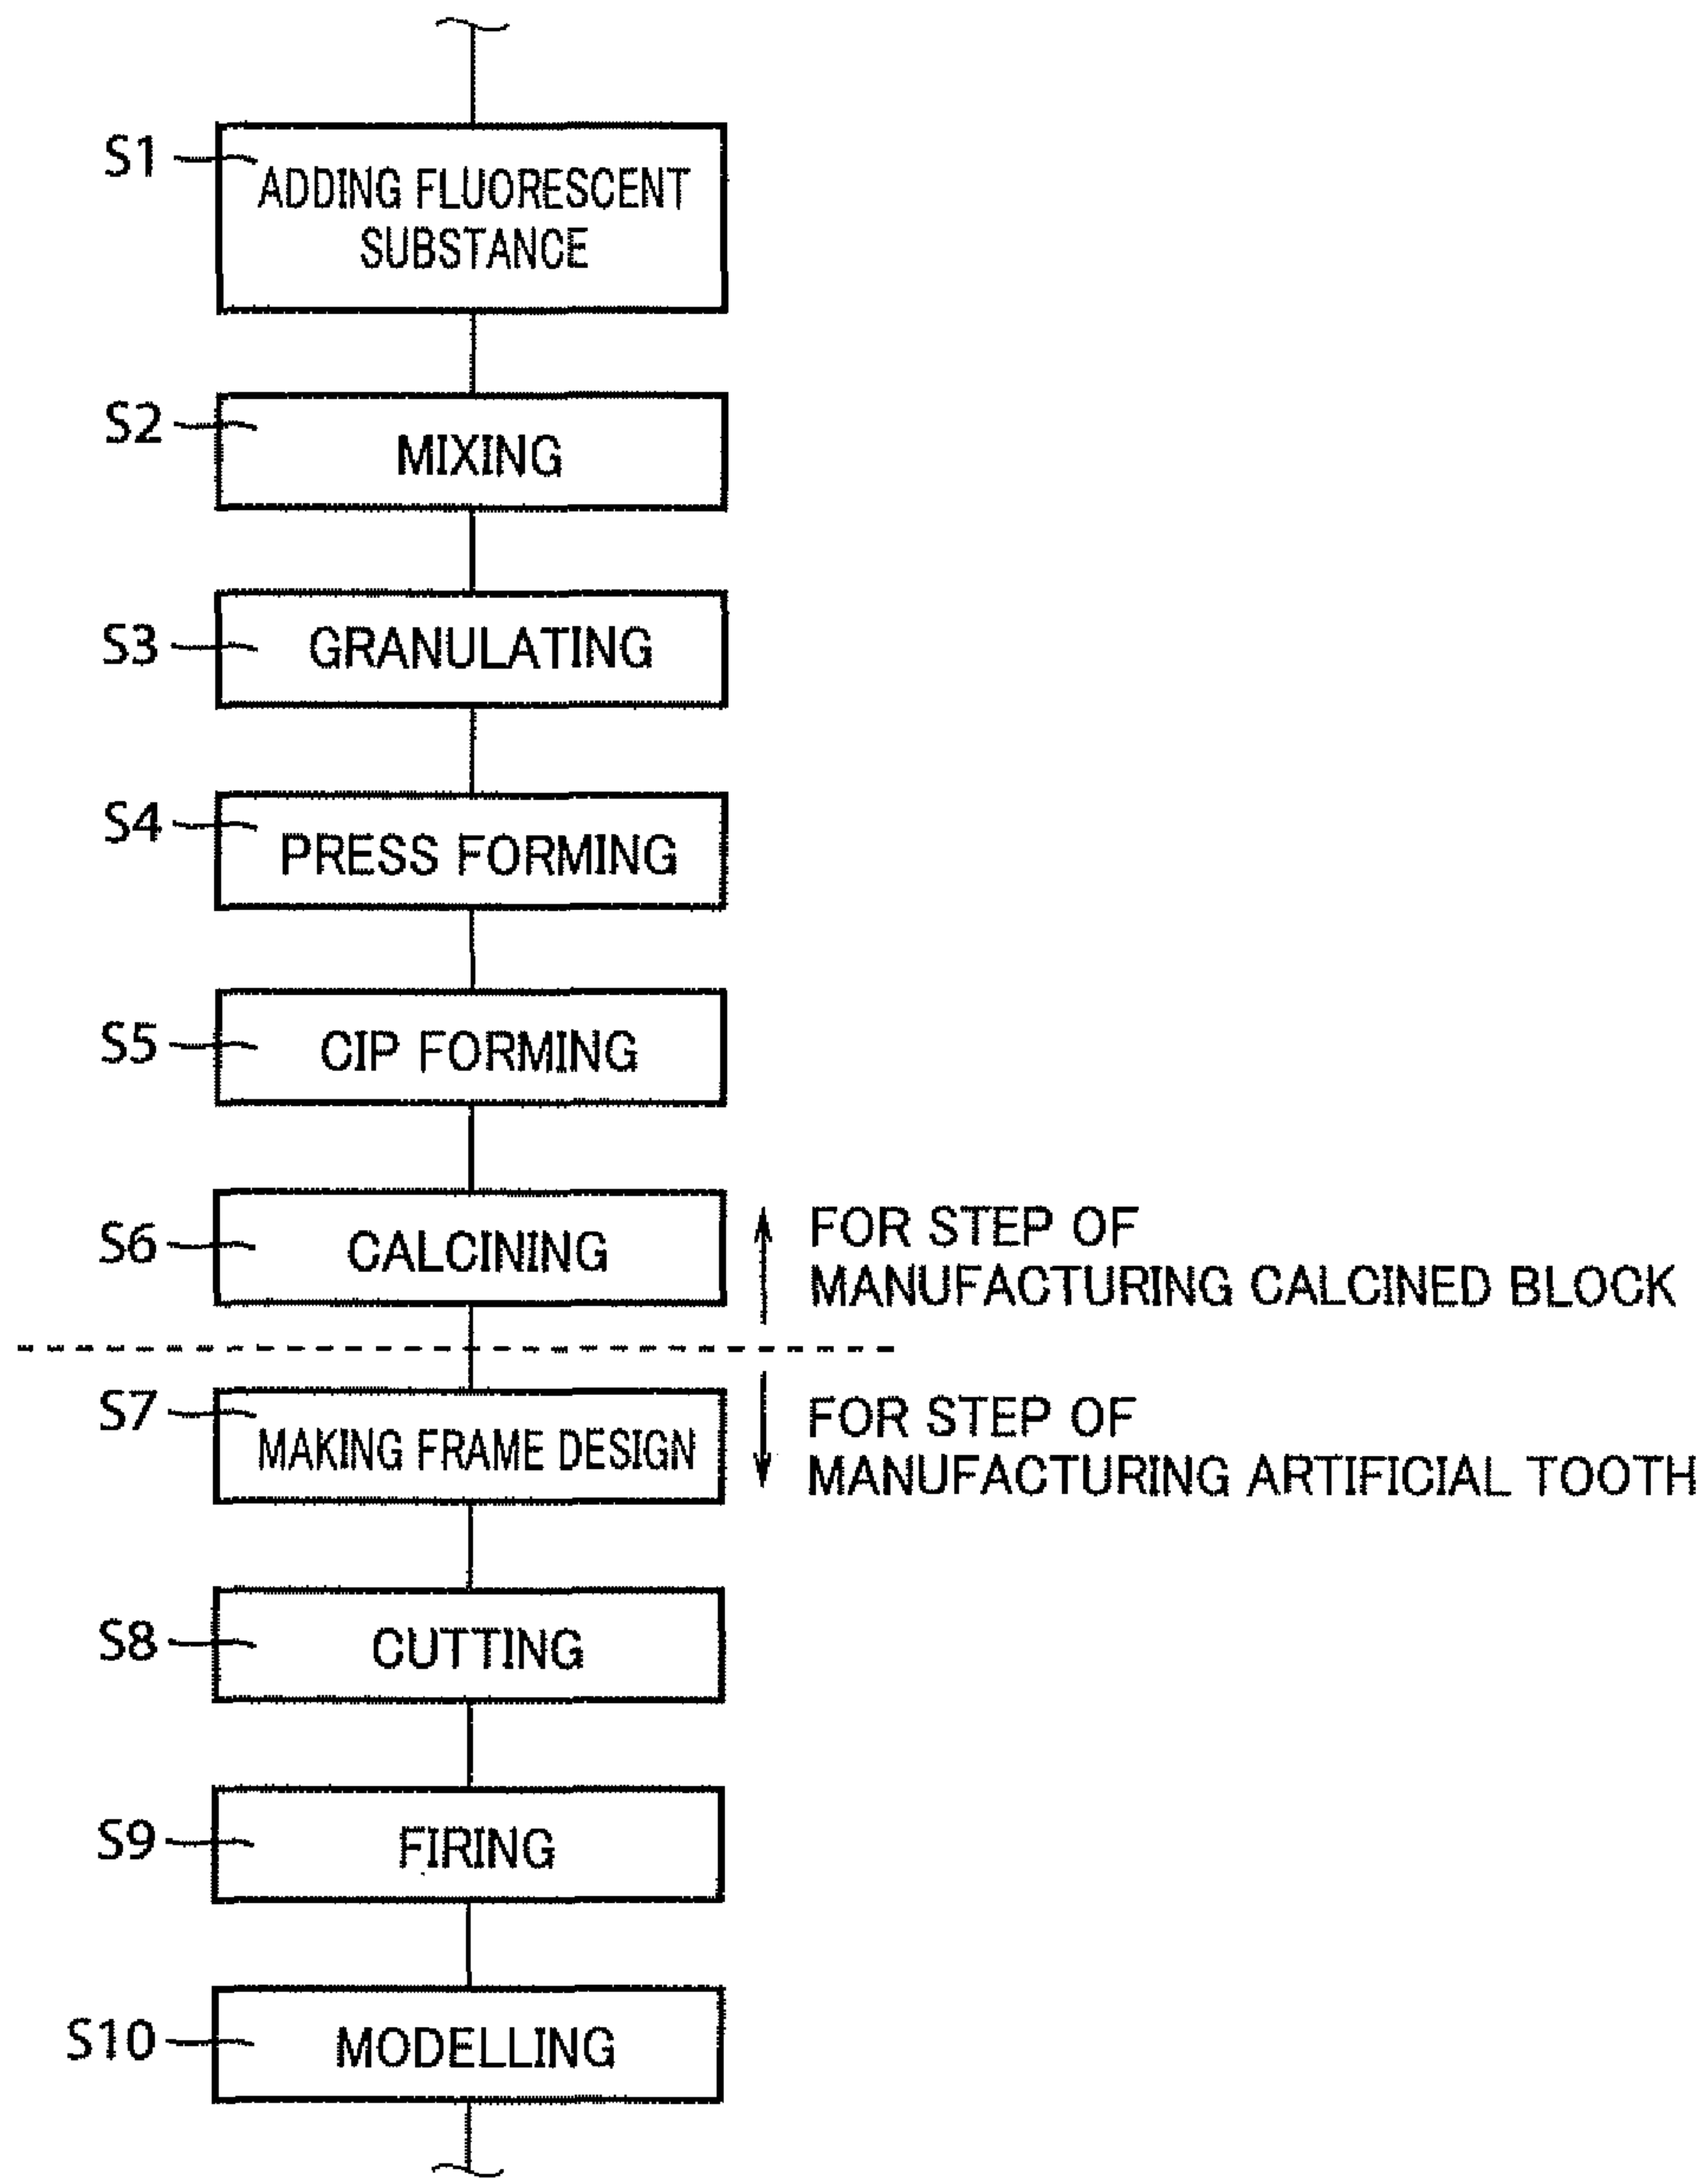 S1
ADDING FLUORESCENT
SUBSTANCE
S2
MIXING
S3
GRANULATING
S4
PRESS FORMING
S5
CIP FORMING
S6
CALCINING
FOR STEP OF
MANUFACTURING CALCINED BLOCK
S7
MAKING FRAME DESIGN
FOR STEP OF
MANUFACTURING ARTIFICIAL TOOTH
S8
CUTTING
S9
FIRING
S10
MODELLING